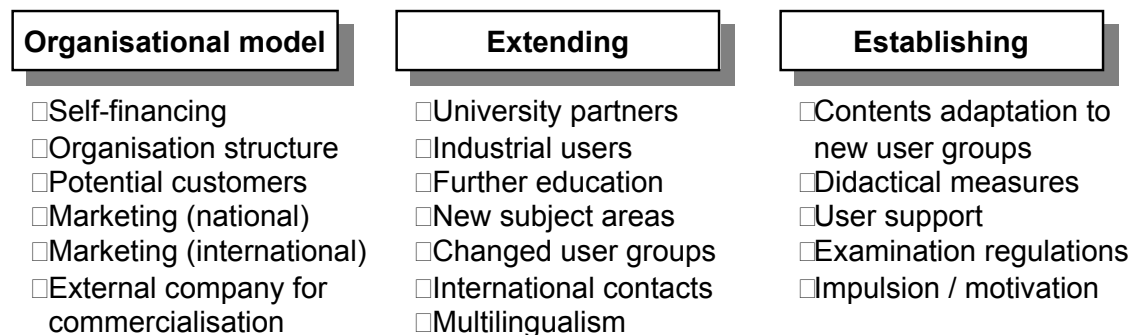 Organisational model
□Self-financing
□Organisation structure
□Potential customers
□Marketing (national)
□Marketing (international)
□External company for
commercialisation
Extending
□University partners
□Industrial users
□Further education
□New subject areas
□Changed user groups
□International contacts
□Multilingualism
Establishing
□Contents adaptation to
new user groups
□Didactical measures
□User support
□Examination regulations
□Impulsion / motivation